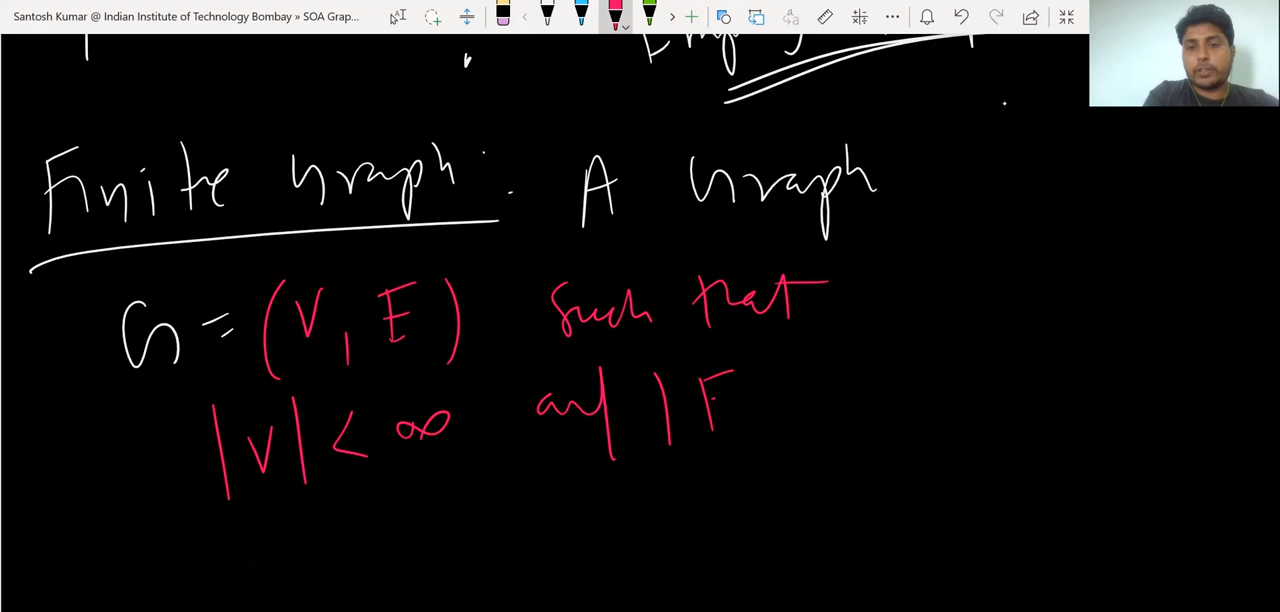 Santosh Kumar @ Indian Institute of Technology Bombay » SOA Grap...
Finite Graph : A Graph
G = (V, E) such that
|V| < ∞ and | E